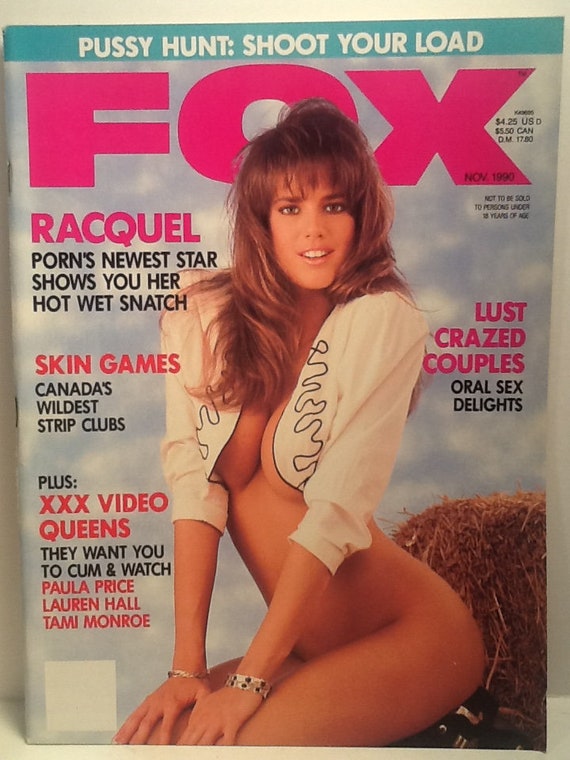 PUSSY HUNT: SHOOT YOUR LOAD
FOX
$4.25 US D
$5.50 CAN
D.M. 17.80
NOV. 1990
NOT TO BE SOLD
TO PERSONS UNDER
18 YEARS OF AGE
RACQUEL
PORN'S NEWEST STAR
SHOWS YOU HER
HOT WET SNATCH
LUST
CRAZED
COUPLES
ORAL SEX
DELIGHTS
SKIN GAMES
CANADA'S
WILDEST
STRIP CLUBS
PLUS:
XXX VIDEO
QUEENS
THEY WANT YOU
TO CUM & WATCH
PAULA PRICE
LAUREN HALL
TAMI MONROE